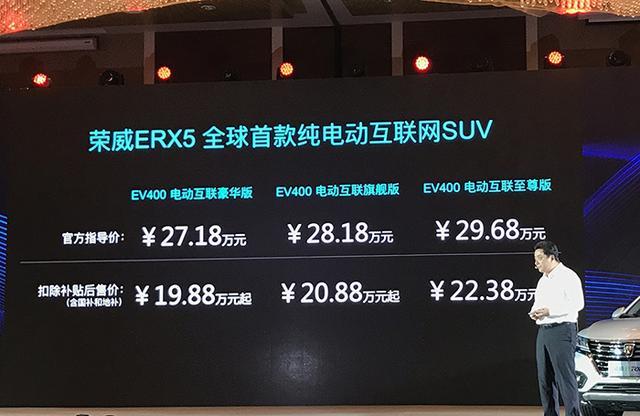 荣威ERX5 全球首款纯电动互联网SUV
EV400 电动互联豪华版 EV400 电动互联旗舰版 EV400 电动互联至尊版
官方指导价: ¥27.18万元 ¥28.18万元 ¥29.68万元
扣除补贴后售价: ¥19.88万元起 ¥20.88万元起 ¥22.38万元
(含国补和地补)